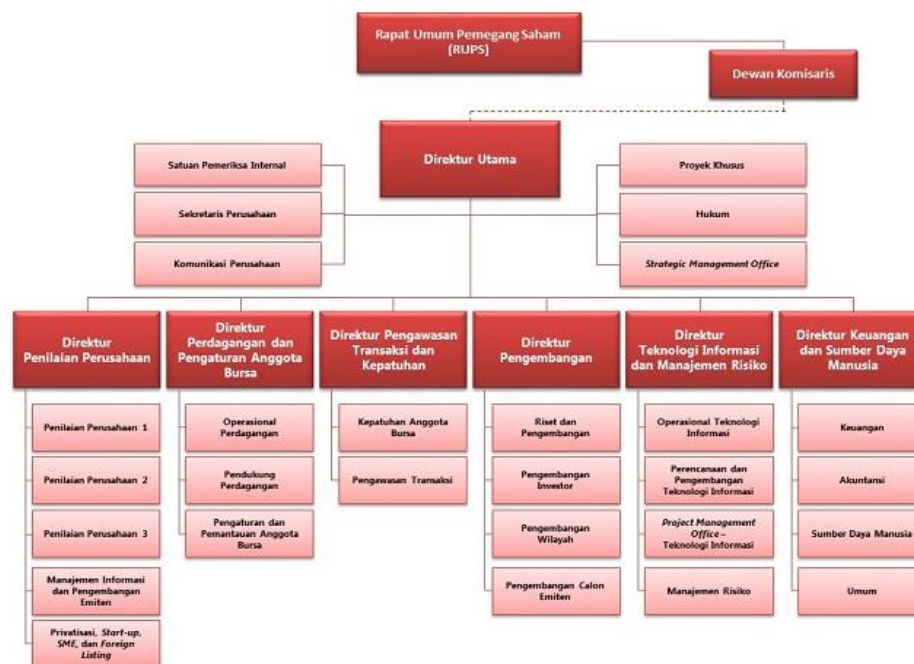 Rapat Umum Pemegang Saham
(RUPS)
Dewan Komisaris
Direktur Utama
Satuan Pemeriksa Internal
Sekretaris Perusahaan
Komunikasi Perusahaan
Proyek Khusus
Hukum
Strategic Management Office
Direktur
Penilaian Perusahaan
Penilaian Perusahaan 1
Penilaian Perusahaan 2
Penilaian Perusahaan 3
Manajemen Informasi
dan Pengembangan
Emiten
Privatisasi, Start-up,
SME, dan Foreign
Listing
Direktur
Perdagangan dan
Pengaturan Anggota
Bursa
Operasional
Perdagangan
Pendukung
Perdagangan
Pengaturan dan
Pemantauan Anggota
Bursa
Direktur Pengawasan
Transaksi dan
Kepatuhan
Kepatuhan Anggota
Bursa
Pengawasan Transaksi
Direktur
Pengembangan
Riset dan
Pengembangan
Pengembangan
Investor
Pengembangan
Wilayah
Pengembangan Calon
Emiten
Direktur
Teknologi Informasi
dan Manajemen Risiko
Operasional Teknologi
Informasi
Perencanaan dan
Pengembangan
Teknologi Informasi
Project Management
Office –
Teknologi Informasi
Manajemen Risiko
Direktur Keuangan
dan Sumber Daya
Manusia
Keuangan
Akuntansi
Sumber Daya Manusia
Umum